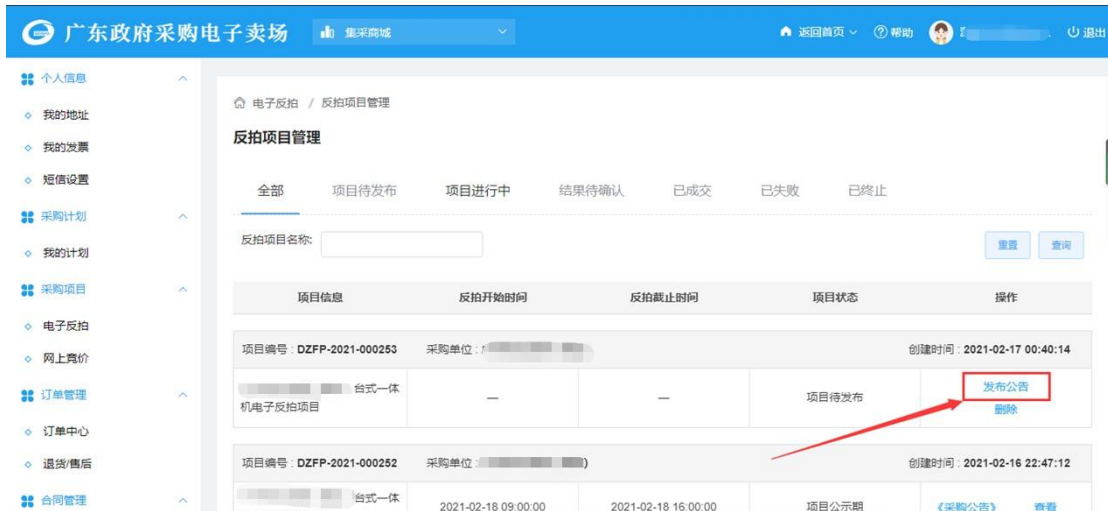 广东政府采购电子卖场 集采商城 返回首页 帮助 退出
个人信息
我的地址
我的发票
短信设置
采购计划
我的计划
采购项目
电子反拍
网上竞价
订单管理
订单中心
退货/售后
合同管理
电子反拍 / 反拍项目管理
反拍项目管理
全部 项目待发布 项目进行中 结果待确认 已成交 已失败 已终止
反拍项目名称: 重置 查询
项目信息 反拍开始时间 反拍截止时间 项目状态 操作
项目编号 : DZFP-2021-000253 采购单位 : 创建时间 : 2021-02-17 00:40:14
台式一体
机电子反拍项目 — — 项目待发布 发布公告
删除
项目编号 : DZFP-2021-000252 采购单位 : ) 创建时间 : 2021-02-16 22:47:12
台式一体
2021-02-18 09:00:00 2021-02-18 16:00:00 项目公示期 《采购公告》 查看